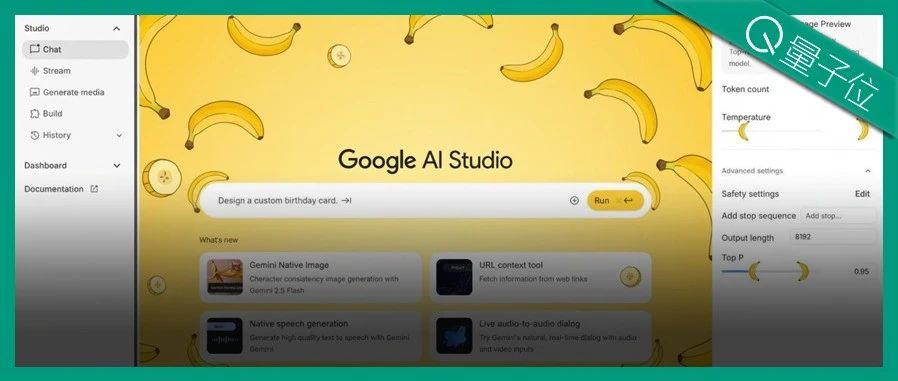 Studio
Chat
Stream
Generate media
Build
History
Dashboard
Documentation
Google AI Studio
Design a custom birthday card.
Run
What's new
Gemini Native Image
Character consistency image generation with
Gemini 2.5 Flash
URL context tool
Fetch information from web links
Native speech generation
Generate high quality text to speech with Gemini
Gemini
Live audio-to-audio dialog
Try Gemini's natural, real-time dialog with audio
and video inputs
Preview
model.
Token count
Temperature
Advanced settings
Safety settings
Edit
Add stop sequence
Add stop...
Output length
8192
Top P
0.95
量子位